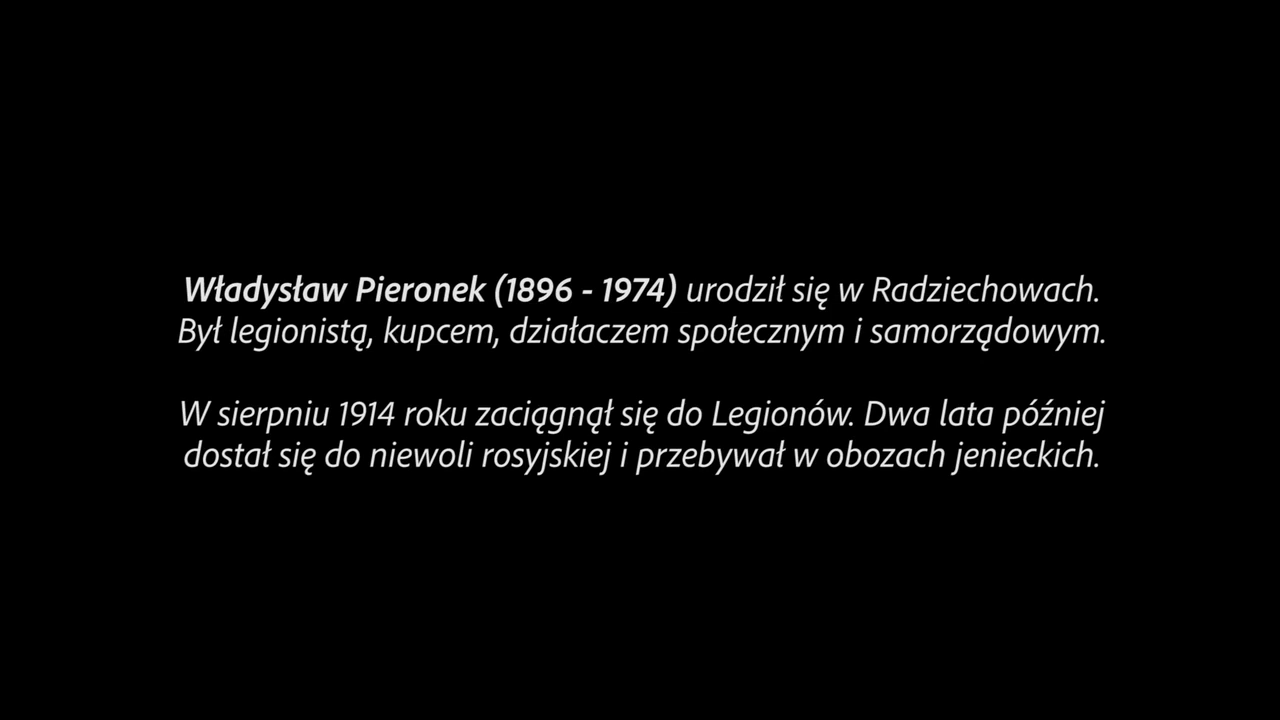 Władysław Pieronek (1896 - 1974) urodził się w Radziechowach.
Był legionistą, kupcem, działaczem społecznym i samorządowym.
W sierpniu 1914 roku zaciągnął się do Legionów. Dwa lata później
dostał się do niewoli rosyjskiej i przebywał w obozach jenieckich.